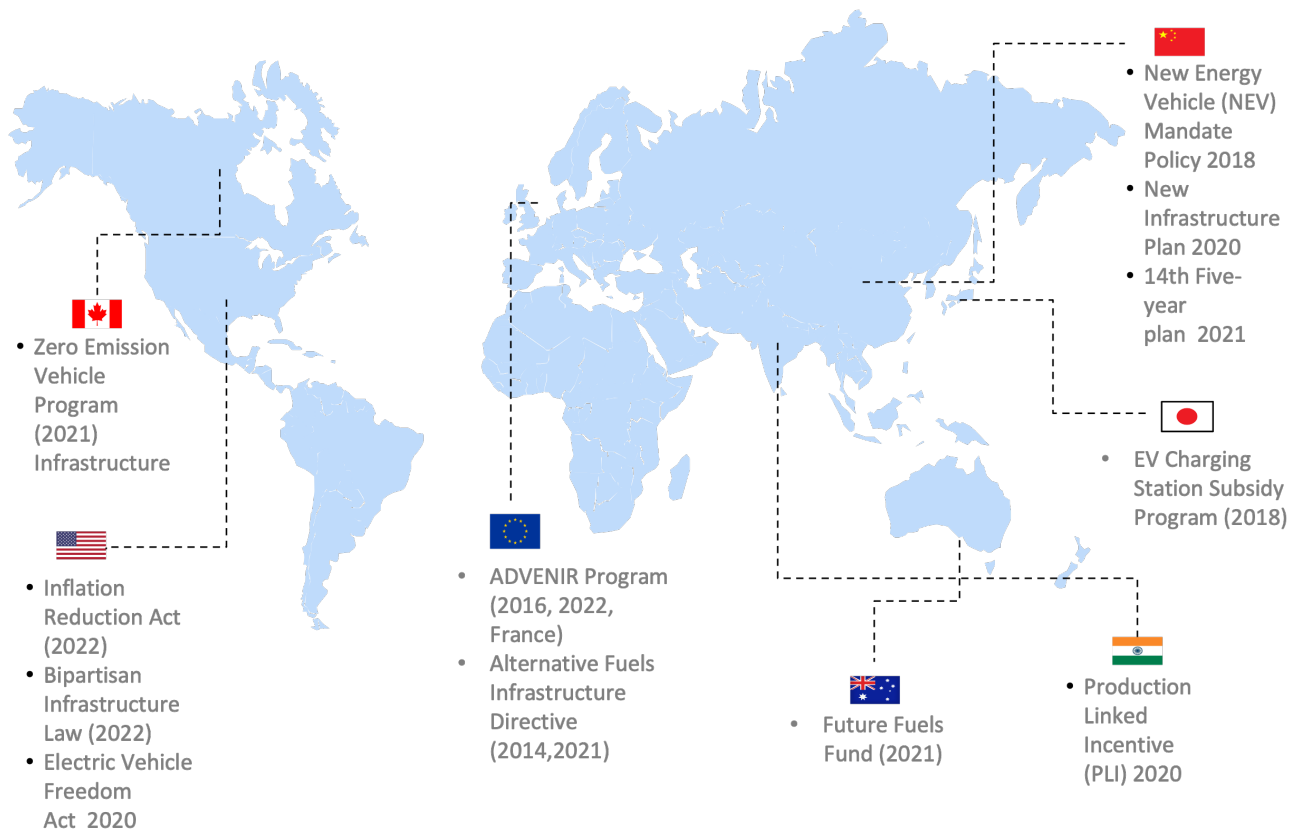 • New Energy
Vehicle (NEV)
Mandate
Policy 2018
• New
Infrastructure
Plan 2020
• 14th Five-
year
plan  2021
• Zero Emission
Vehicle
Program
(2021)
Infrastructure
• EV Charging
Station Subsidy
Program (2018)
• Inflation
Reduction Act
(2022)
• Bipartisan
Infrastructure
Law (2022)
• Electric Vehicle
Freedom
Act  2020
• ADVENIR Program
(2016, 2022,
France)
• Alternative Fuels
Infrastructure
Directive
(2014,2021)
• Future Fuels
Fund (2021)
• Production
Linked
Incentive
(PLI) 2020